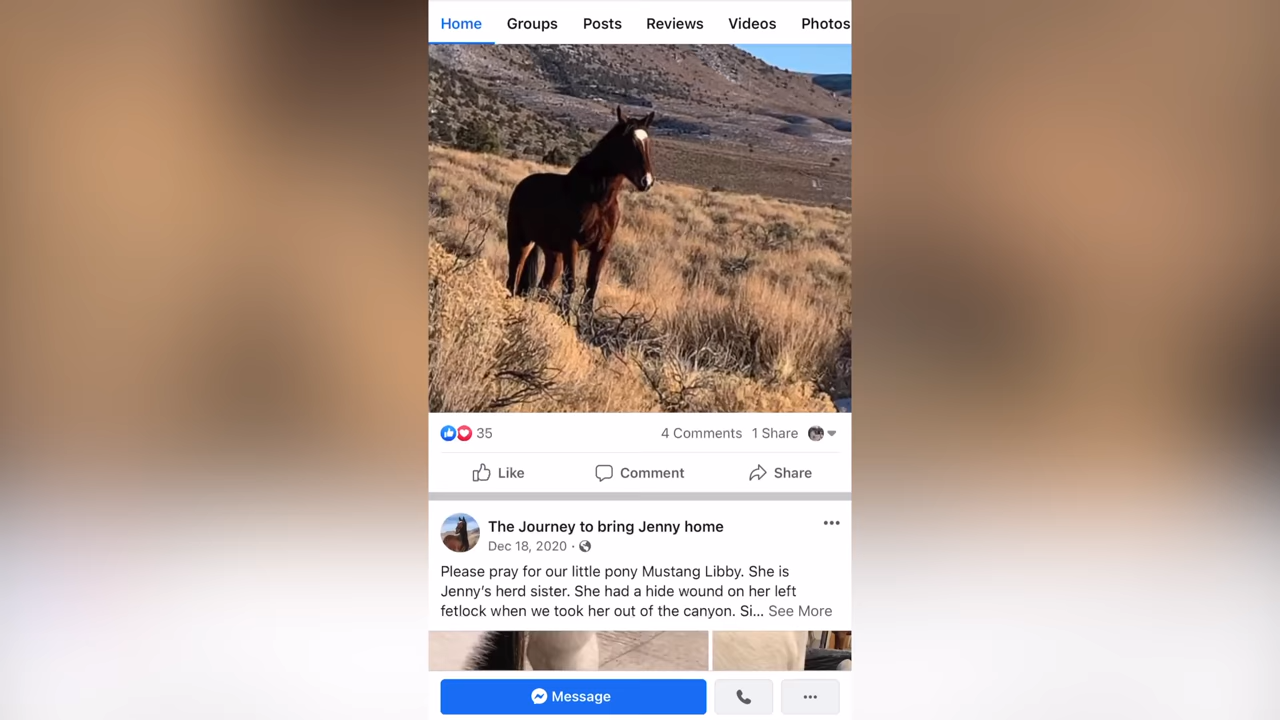 Home Groups Posts Reviews Videos Photos
35 4 Comments 1 Share
Like Comment Share
The Journey to bring Jenny home
Dec 18, 2020 ·
Please pray for our little pony Mustang Libby. She is
Jenny's herd sister. She had a hide wound on her left
fetlock when we took her out of the canyon. Si... See More
Message